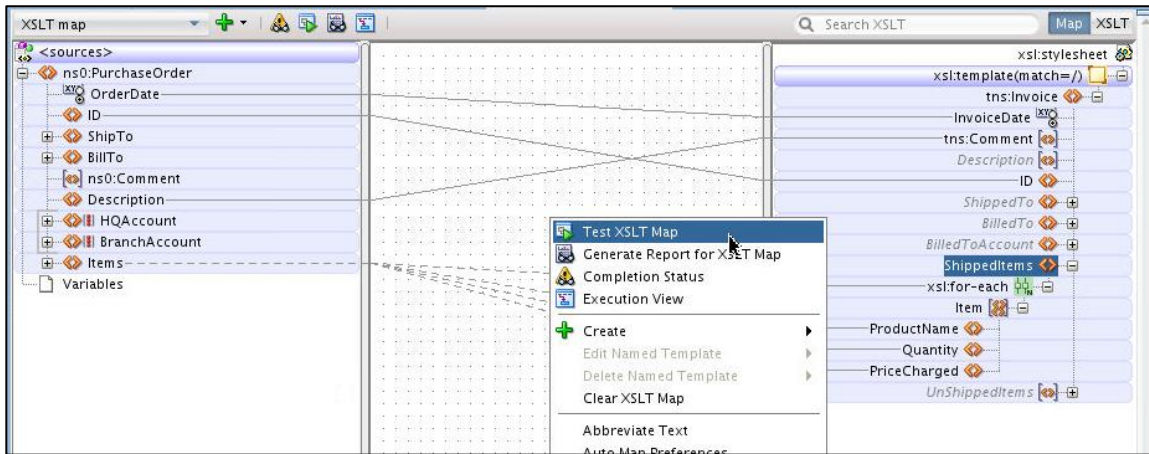 XSLT map
Search XSLT
Map
XSLT
<sources>
ns0:PurchaseOrder
OrderDate
ID
ShipTo
BillTo
ns0:Comment
Description
HQAccount
BranchAccount
Items
Variables
Test XSLT Map
Generate Report for XSLT Map
Completion Status
Execution View
Create
Edit Named Template
Delete Named Template
Clear XSLT Map
Abbreviate Text
Auto Map Preferences
xsl:stylesheet
xsl:template(match=/)
tns:Invoice
InvoiceDate
tns:Comment
Description
ID
ShippedTo
BilledTo
BilledToAccount
ShippedItems
xsl:for-each
Item
ProductName
Quantity
PriceCharged
UnShippedItems